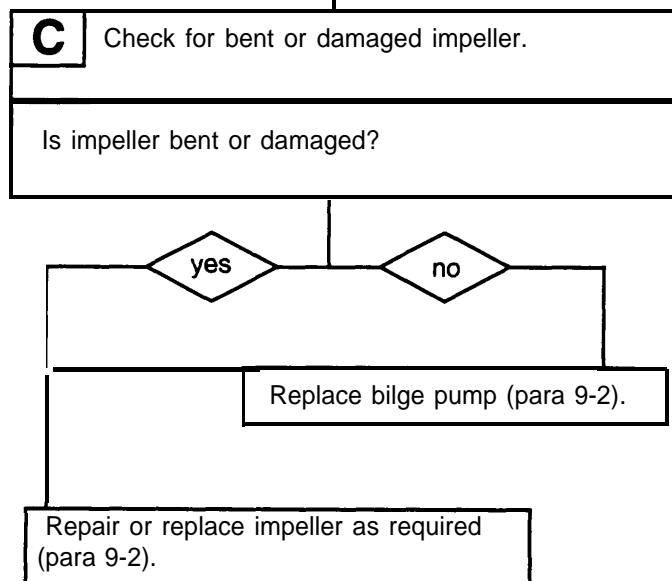 C Check for bent or damaged impeller.
Is impeller bent or damaged?
yes no
Replace bilge pump (para 9-2).
Repair or replace impeller as required
(para 9-2).